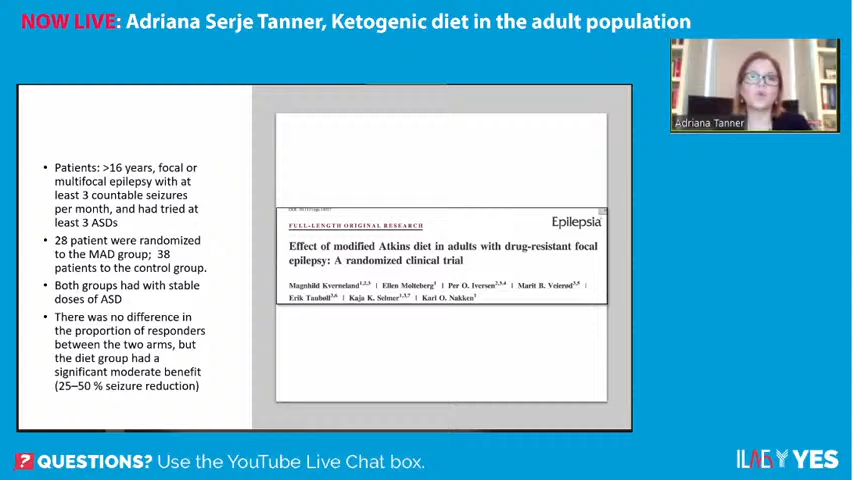 NOW LIVE: Adriana Serje Tanner, Ketogenic diet in the adult population
Adriana Tanner
• Patients: >16 years, focal or
multifocal epilepsy with at
least 3 countable seizures
per month, and had tried at
least 3 ASDs
• 28 patient were randomized
to the MAD group; 38
patients to the control group.
• Both groups had with stable
doses of ASD
• There was no difference in
the proportion of responders
between the two arms, but
the diet group had a
significant moderate benefit
(25–50 % seizure reduction)
FULL-LENGTH ORIGINAL RESEARCH
Epilepsia
Effect of modified Atkins diet in adults with drug-resistant focal
epilepsy: A randomized clinical trial
Magnhild Kverneland | Ellen Molteberg | Per O. Iversen | Marit B. Veierød |
Erik Taubøll | Kaja K. Selmer | Karl O. Nakken
? QUESTIONS? Use the YouTube Live Chat box.
ILAE YES